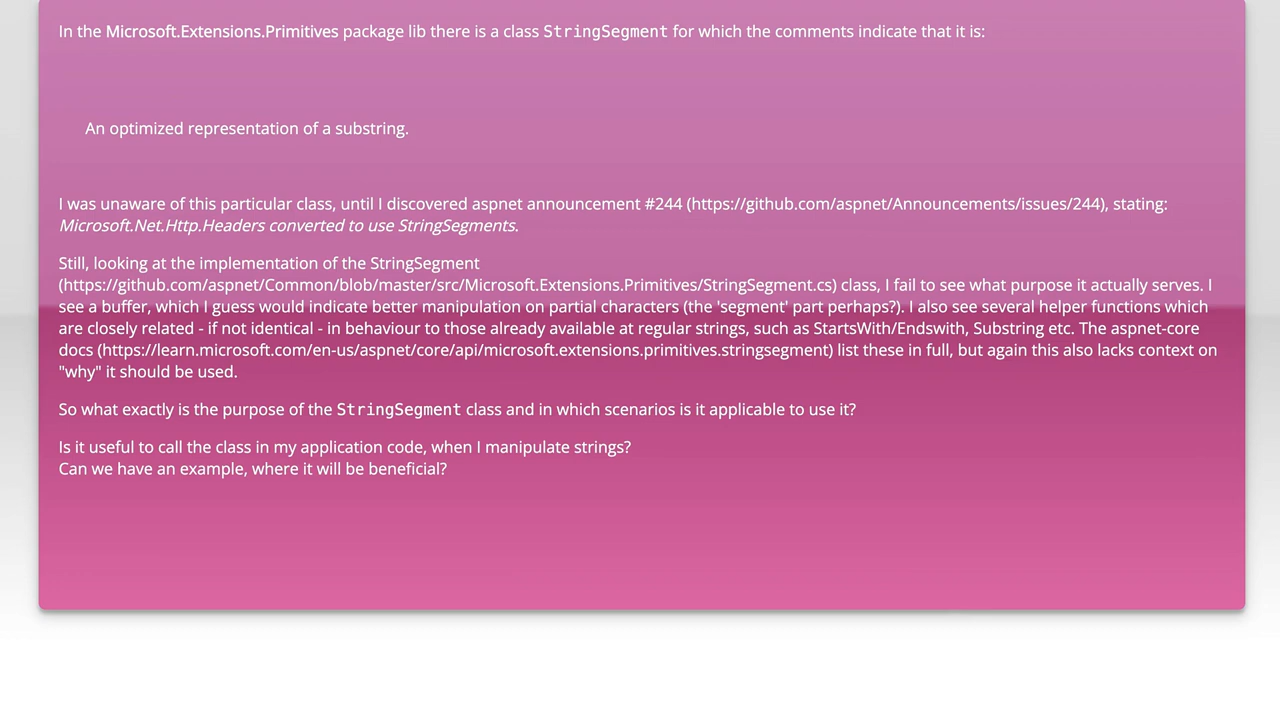 In the Microsoft.Extensions.Primitives package lib there is a class StringSegment for which the comments indicate that it is:
An optimized representation of a substring.
I was unaware of this particular class, until I discovered aspnet announcement #244 (https://github.com/aspnet/Announcements/issues/244), stating:
Microsoft.Net.Http.Headers converted to use StringSegments.
Still, looking at the implementation of the StringSegment
(https://github.com/aspnet/Common/blob/master/src/Microsoft.Extensions.Primitives/StringSegment.cs) class, I fail to see what purpose it actually serves. I
see a buffer, which I guess would indicate better manipulation on partial characters (the 'segment' part perhaps?). I also see several helper functions which
are closely related - if not identical - in behaviour to those already available at regular strings, such as StartsWith/Endswith, Substring etc. The aspnet-core
docs (https://learn.microsoft.com/en-us/aspnet/core/api/microsoft.extensions.primitives.stringsegment) list these in full, but again this also lacks context on
"why" it should be used.
So what exactly is the purpose of the StringSegment class and in which scenarios is it applicable to use it?
Is it useful to call the class in my application code, when I manipulate strings?
Can we have an example, where it will be beneficial?